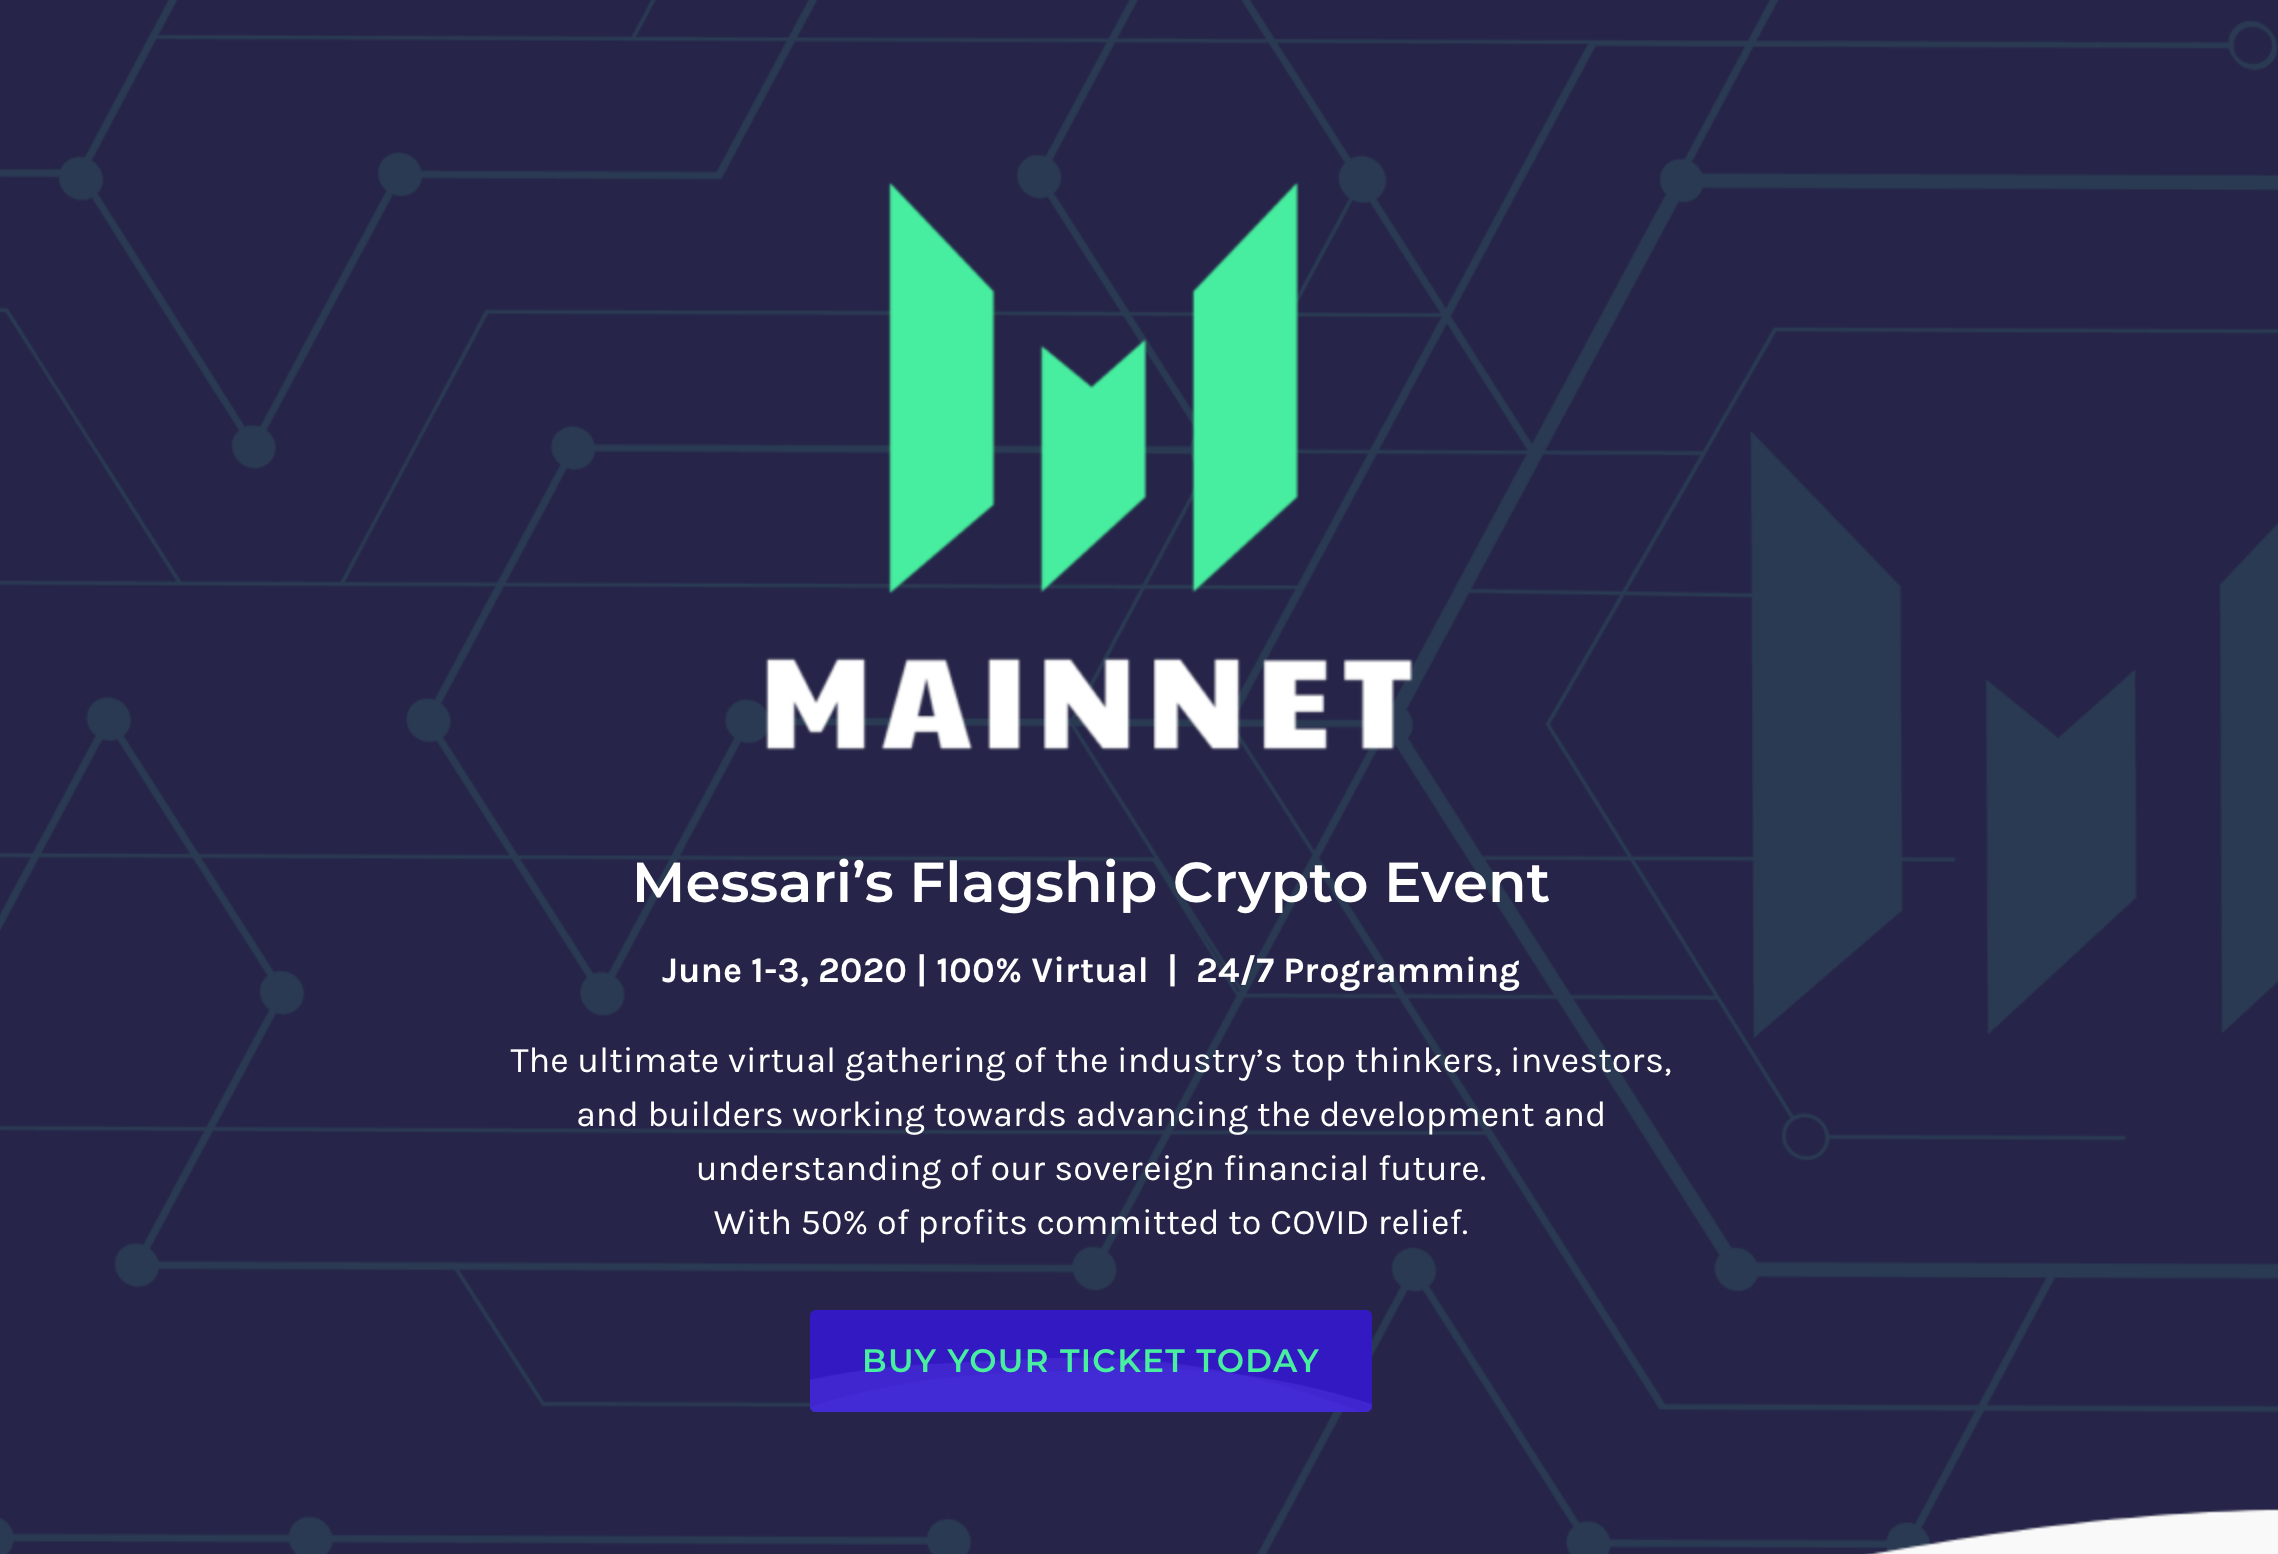 MAINNET
Messari’s Flagship Crypto Event
June 1-3, 2020 | 100% Virtual | 24/7 Programming
The ultimate virtual gathering of the industry’s top thinkers, investors,
and builders working towards advancing the development and
understanding of our sovereign financial future.
With 50% of profits committed to COVID relief.
BUY YOUR TICKET TODAY